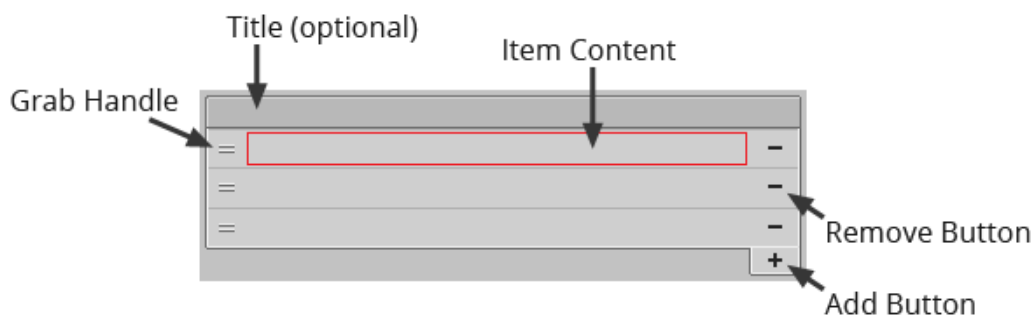 Title (optional)
Item Content
Grab Handle
Remove Button
Add Button